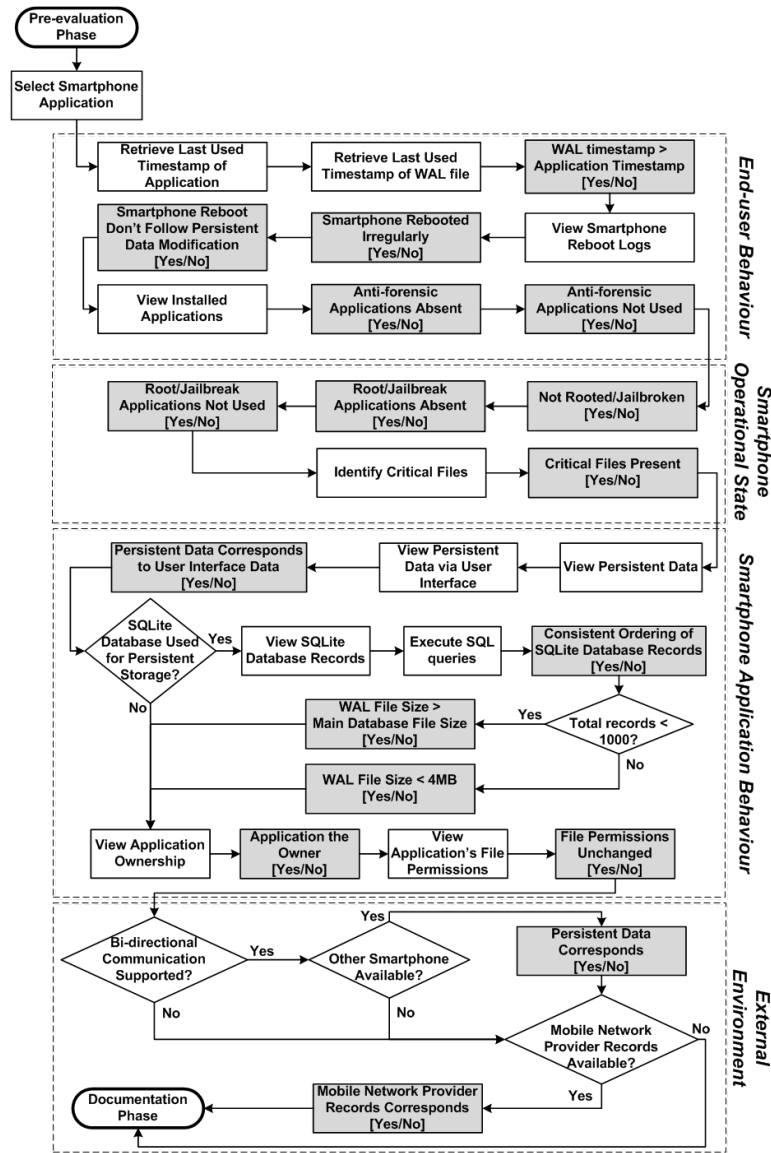 Pre-evaluation
Phase
Select Smartphone
Application
End-user Behaviour
Retrieve Last Used
Timestamp of
Application
Retrieve Last Used
Timestamp of WAL file
WAL timestamp >
Application Timestamp
[Yes/No]
Smartphone Reboot
Don't Follow Persistent
Data Modification
[Yes/No]
Smartphone Rebooted
Irregularly
[Yes/No]
View Smartphone
Reboot Logs
View Installed
Applications
Anti-forensic
Applications Absent
[Yes/No]
Anti-forensic
Applications Not Used
[Yes/No]
Smartphone
Operational State
Root/Jailbreak
Applications Not Used
[Yes/No]
Root/Jailbreak
Applications Absent
[Yes/No]
Not Rooted/Jailbroken
[Yes/No]
Identify Critical Files
Critical Files Present
[Yes/No]
Smartphone Application Behaviour
Persistent Data Corresponds
to User Interface Data
[Yes/No]
View Persistent
Data via User
Interface
View Persistent Data
SQLite
Database Used
for Persistent
Storage?
Yes
View SQLite
Database Records
Execute SQL
queries
Consistent Ordering of
SQLite Database Records
[Yes/No]
No
WAL File Size >
Main Database File Size
[Yes/No]
Yes
Total records <
1000?
No
WAL File Size < 4MB
[Yes/No]
View Application
Ownership
Application the
Owner
[Yes/No]
View
Application's File
Permissions
File Permissions
Unchanged
[Yes/No]
External
Environment
Bi-directional
Communication
Supported?
Yes
Other Smartphone
Available?
Yes
Persistent Data
Corresponds
[Yes/No]
No
No
Mobile Network
Provider Records
Available?
No
Yes
Mobile Network Provider
Records Corresponds
[Yes/No]
Documentation
Phase